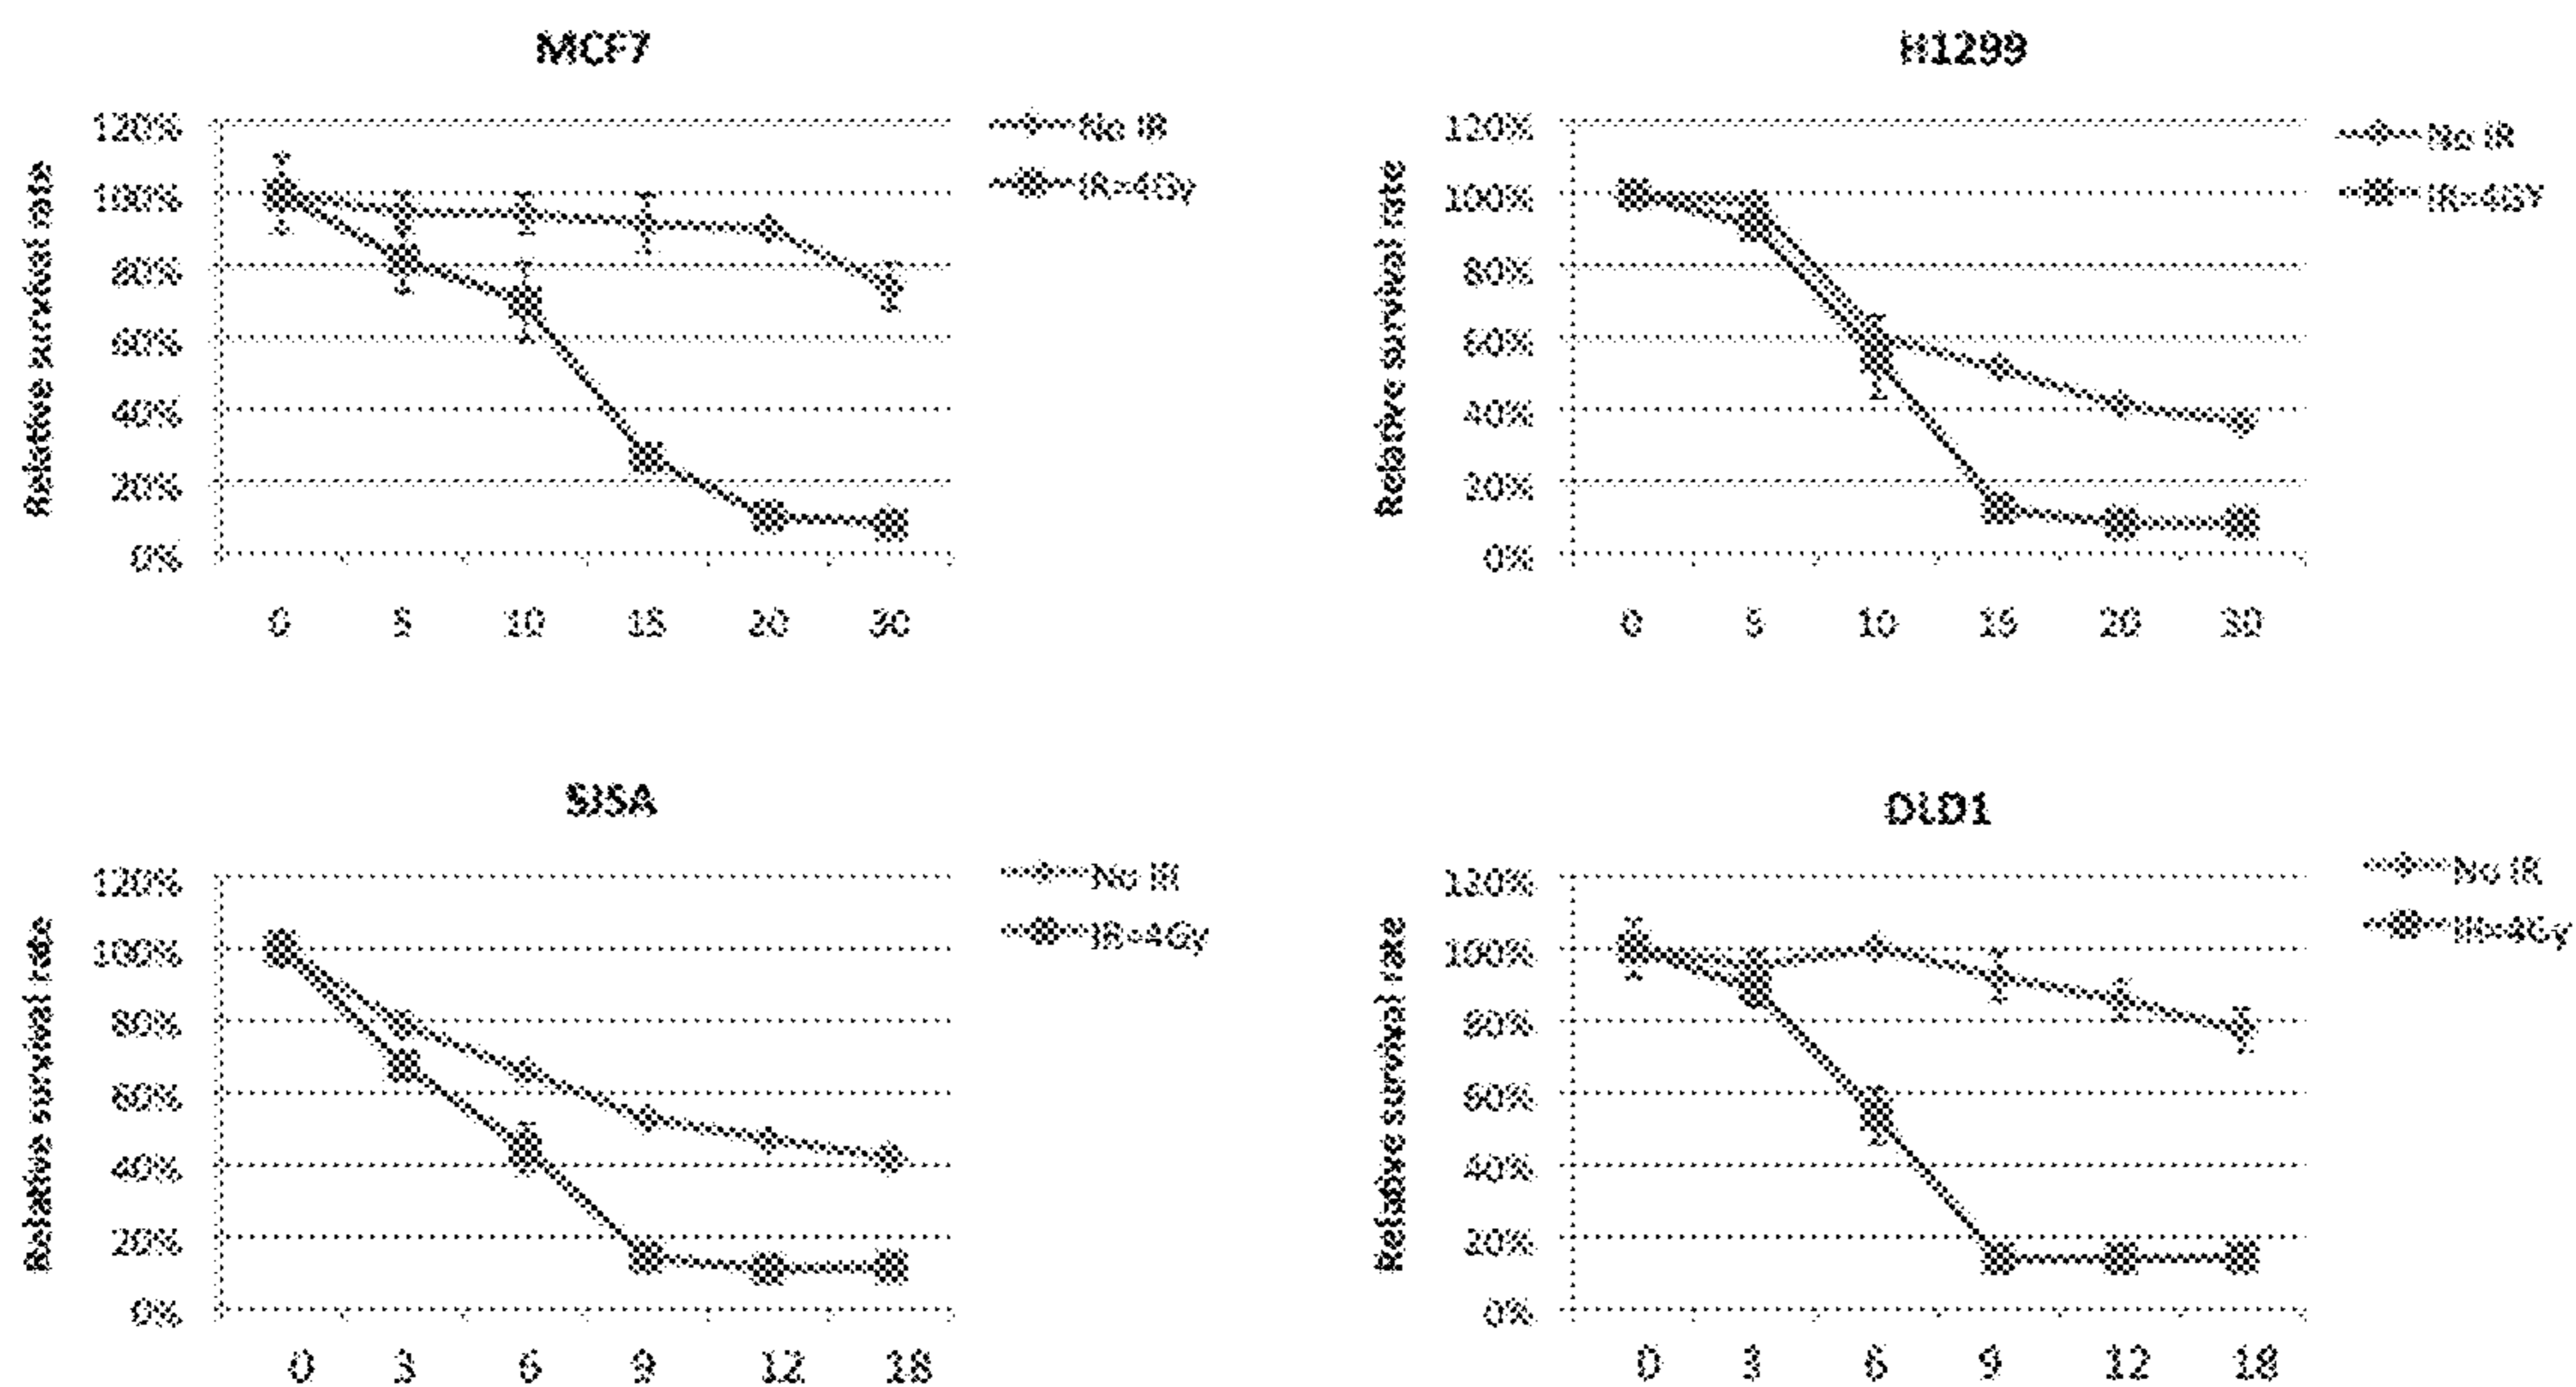 MCF7
120%
100%
80%
60%
40%
20%
0%
Relative survival rate
0 5 10 15 20 30
No IR
IR=4Gy
H1299
120%
100%
80%
60%
40%
20%
0%
Relative survival rate
0 5 10 15 20 30
No IR
IR=4GY
SJSA
120%
100%
80%
60%
40%
20%
0%
Relative survival rate
0 3 6 9 12 18
No IR
IR=4Gy
DLD1
120%
100%
80%
60%
40%
20%
0%
Relative survival rate
0 3 6 9 12 18
No IR
IR=4Gy